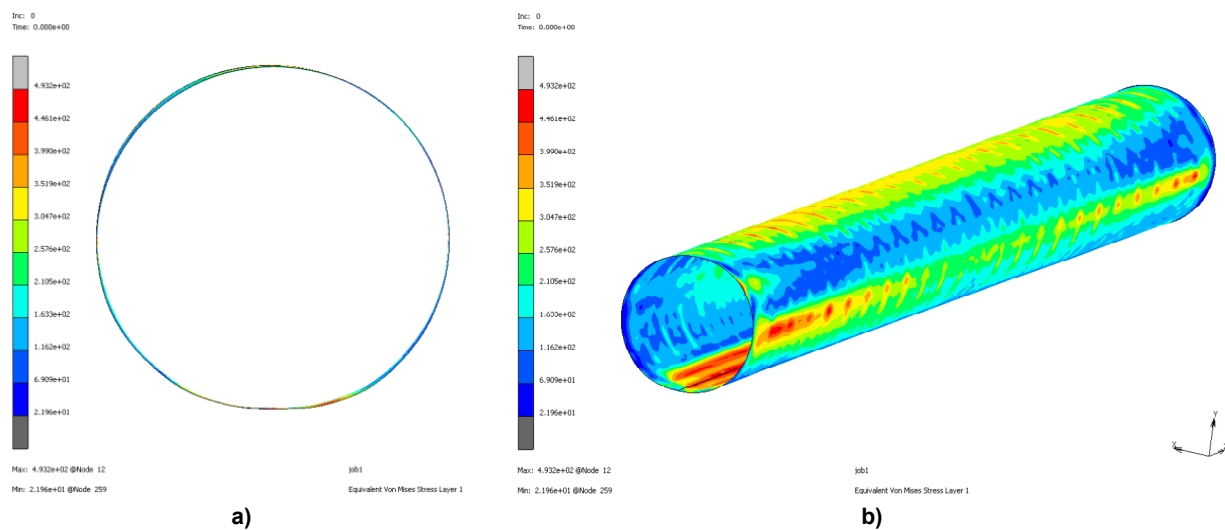 Inc: 0
Time: 0.000e+00
4.932e+02
4.461e+02
3.990e+02
3.519e+02
3.047e+02
2.576e+02
2.105e+02
1.633e+02
1.162e+02
6.909e+01
2.196e+01
Max: 4.932e+02 @Node 12
Min: 2.196e+01 @Node 259
job1
Equivalent Von Mises Stress Layer 1
a)
Inc: 0
Time: 0.000e+00
4.932e+02
4.461e+02
3.990e+02
3.519e+02
3.047e+02
2.576e+02
2.105e+02
1.633e+02
1.162e+02
6.909e+01
2.196e+01
Y
X
Z
Max: 4.932e+02 @Node 12
Min: 2.196e+01 @Node 259
job1
Equivalent Von Mises Stress Layer 1
b)